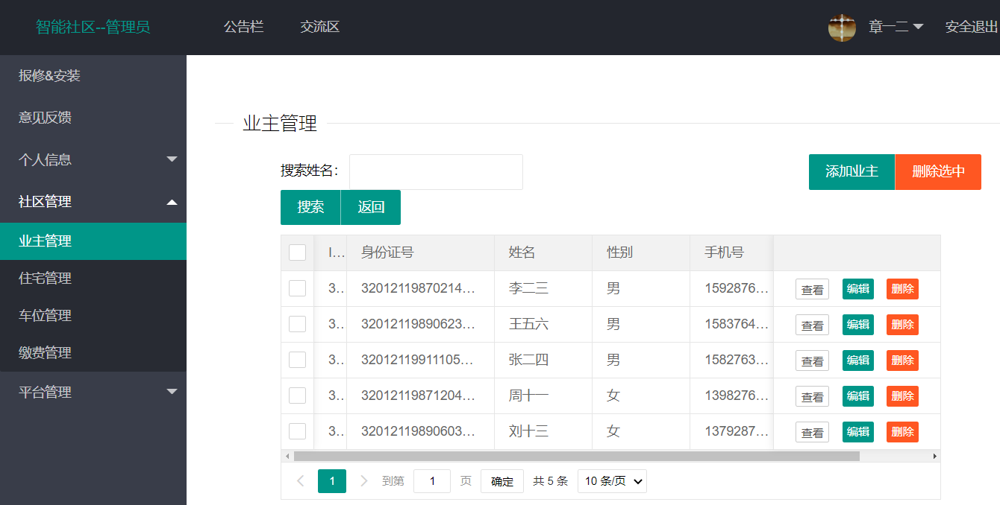 智能社区--管理员 公告栏 交流区 章一二 安全退出
报修&安装
意见反馈
个人信息
社区管理
业主管理
住宅管理
车位管理
缴费管理
平台管理
业主管理
搜索姓名： 添加业主 删除选中
搜索 返回
I... 身份证号 姓名 性别 手机号
3.. 32012119870214... 李二三 男 1592876... 查看 编辑 删除
3.. 32012119890623... 王五六 男 1583764... 查看 编辑 删除
3.. 32012119911105... 张二四 男 1582763... 查看 编辑 删除
3.. 32012119871204... 周十一 女 1398276... 查看 编辑 删除
3.. 32012119890603... 刘十三 女 1379287... 查看 编辑 删除
1 到第 1 页 确定 共 5 条 10 条/页